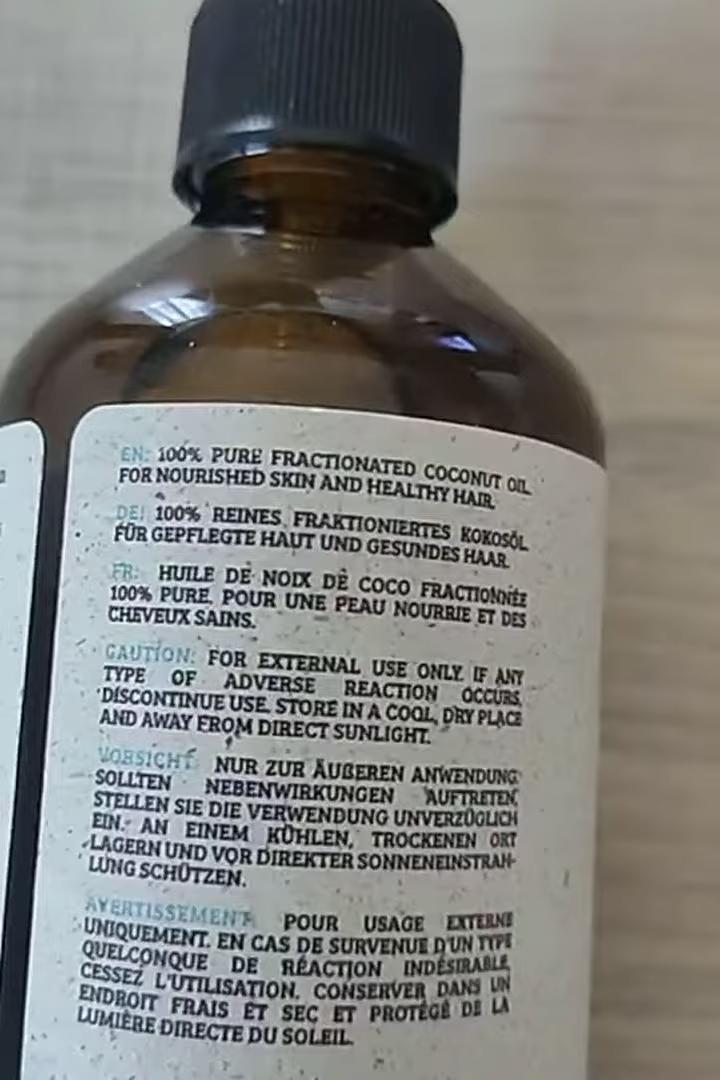 EN: 100% PURE FRACTIONATED COCONUT OIL
FOR NOURISHED SKIN AND HEALTHY HAIR.
DE: 100% REINES FRAKTIONIERTES KOKOSÖL
FÜR GEPFLEGTE HAUT UND GESUNDES HAAR.
FR: HUILE DE NOIX DE COCO FRACTIONNÉE
100% PURE. POUR UNE PEAU NOURRIE ET DES
CHEVEUX SAINS.
CAUTION: FOR EXTERNAL USE ONLY. IF ANY
TYPE OF ADVERSE REACTION OCCURS,
DISCONTINUE USE. STORE IN A COOL, DRY PLACE
AND AWAY FROM DIRECT SUNLIGHT.
VORSICHT: NUR ZUR ÄUßEREN ANWENDUNG.
SOLLTEN NEBENWIRKUNGEN AUFTRETEN,
STELLEN SIE DIE VERWENDUNG UNVERZÜGLICH
EIN. AN EINEM KÜHLEN, TROCKENEN ORT
LAGERN UND VOR DIREKTER SONNENEINSTRAH-
LUNG SCHÜTZEN.
AVERTISSEMENT: POUR USAGE EXTERNE
UNIQUEMENT. EN CAS DE SURVENUE D'UN TYPE
QUELCONQUE DE RÉACTION INDÉSIRABLE,
CESSEZ L'UTILISATION. CONSERVER DANS UN
ENDROIT FRAIS ET SEC ET PROTÉGÉ DE LA
LUMIÈRE DIRECTE DU SOLEIL.